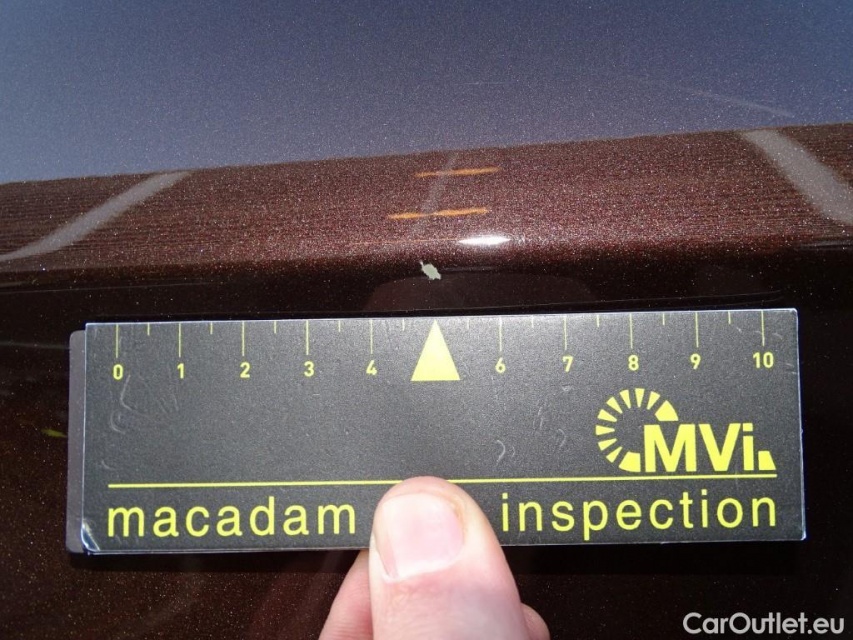 0 1 2 3 4 6 7 8 9 10
MVi
macadam inspection
CarOutlet.eu